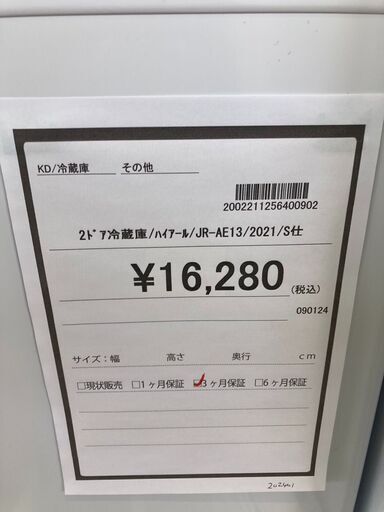 KD/冷蔵庫 その他
2002211256400902
2ﾄﾞｱ冷蔵庫/ﾊｲｱｰﾙ/JR-AE13/2021/S仕
¥16,280(税込)
090124
サイズ：幅 高さ 奥行 cm
□現状販売 □1ヶ月保証 ☑3ヶ月保証 □6ヶ月保証